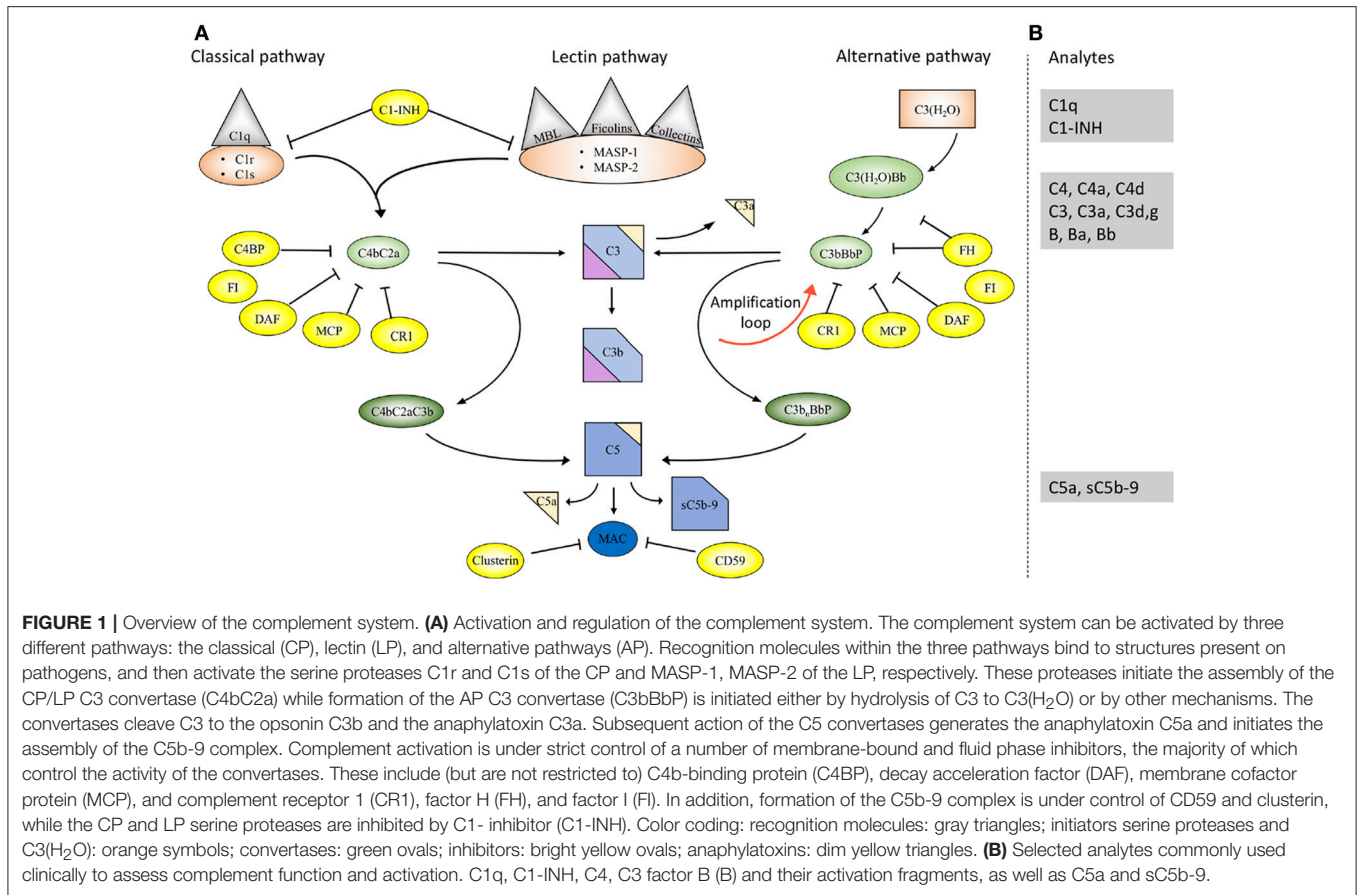 A
B
Classical pathway
Lectin pathway
Alternative pathway
Analytes
C1-INH
C1q
• C1r
• C1s
MBL
Ficolins
Collectins
• MASP-1
• MASP-2
C3(H₂O)
C3(H₂O)Bb
C3a
C4BP
C4bC2a
C3
C3bBbP
FH
FI
FI
DAF
MCP
CR1
Amplification
loop
CR1
MCP
DAF
C3b
C4bC2aC3b
C3bₙBbP
C5
C5a
sC5b-9
MAC
Clusterin
CD59
C1q
C1-INH
C4, C4a, C4d
C3, C3a, C3d,g
B, Ba, Bb
C5a, sC5b-9
FIGURE 1 | Overview of the complement system. (A) Activation and regulation of the complement system. The complement system can be activated by three
different pathways: the classical (CP), lectin (LP), and alternative pathways (AP). Recognition molecules within the three pathways bind to structures present on
pathogens, and then activate the serine proteases C1r and C1s of the CP and MASP-1, MASP-2 of the LP, respectively. These proteases initiate the assembly of the
CP/LP C3 convertase (C4bC2a) while formation of the AP C3 convertase (C3bBbP) is initiated either by hydrolysis of C3 to C3(H₂O) or by other mechanisms. The
convertases cleave C3 to the opsonin C3b and the anaphylatoxin C3a. Subsequent action of the C5 convertases generates the anaphylatoxin C5a and initiates the
assembly of the C5b-9 complex. Complement activation is under strict control of a number of membrane-bound and fluid phase inhibitors, the majority of which
control the activity of the convertases. These include (but are not restricted to) C4b-binding protein (C4BP), decay acceleration factor (DAF), membrane cofactor
protein (MCP), and complement receptor 1 (CR1), factor H (FH), and factor I (FI). In addition, formation of the C5b-9 complex is under control of CD59 and clusterin,
while the CP and LP serine proteases are inhibited by C1- inhibitor (C1-INH). Color coding: recognition molecules: gray triangles; initiators serine proteases and
C3(H₂O): orange symbols; convertases: green ovals; inhibitors: bright yellow ovals; anaphylatoxins: dim yellow triangles. (B) Selected analytes commonly used
clinically to assess complement function and activation. C1q, C1-INH, C4, C3 factor B (B) and their activation fragments, as well as C5a and sC5b-9.